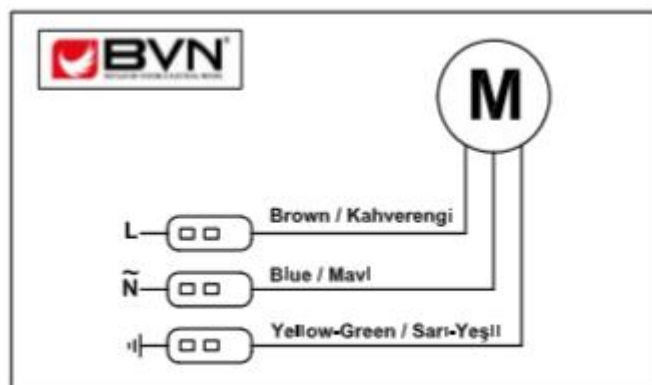 BVN
M
L
Brown / Kahverengi
Ñ
Blue / Mavi
Yellow-Green / Sarı-Yeşil